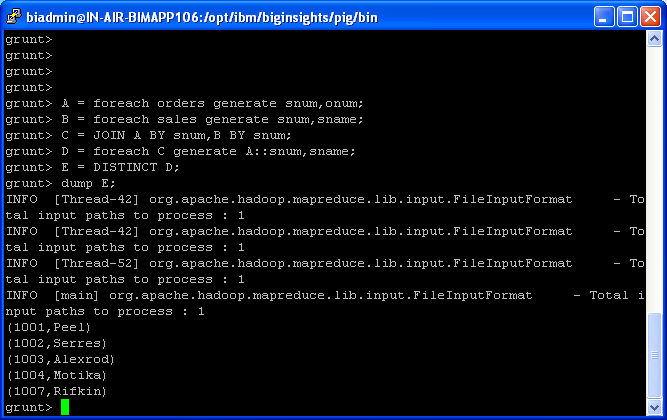 biadmin@IN-AIR-BIMAPP106:/opt/ibm/biginsights/pig/bin
grunt>
grunt>
grunt>
grunt>
grunt> A = foreach orders generate snum,onum;
grunt> B = foreach sales generate snum,sname;
grunt> C = JOIN A BY snum,B BY snum;
grunt> D = foreach C generate A::snum,sname;
grunt> E = DISTINCT D;
grunt> dump E;
INFO  [Thread-42] org.apache.hadoop.mapreduce.lib.input.FileInputFormat     - To
tal input paths to process : 1
INFO  [Thread-42] org.apache.hadoop.mapreduce.lib.input.FileInputFormat     - To
tal input paths to process : 1
INFO  [Thread-52] org.apache.hadoop.mapreduce.lib.input.FileInputFormat     - To
tal input paths to process : 1
INFO  [main] org.apache.hadoop.mapreduce.lib.input.FileInputFormat     - Total i
nput paths to process : 1
(1001,Peel)
(1002,Serres)
(1003,Alexrod)
(1004,Motika)
(1007,Rifkin)
grunt>